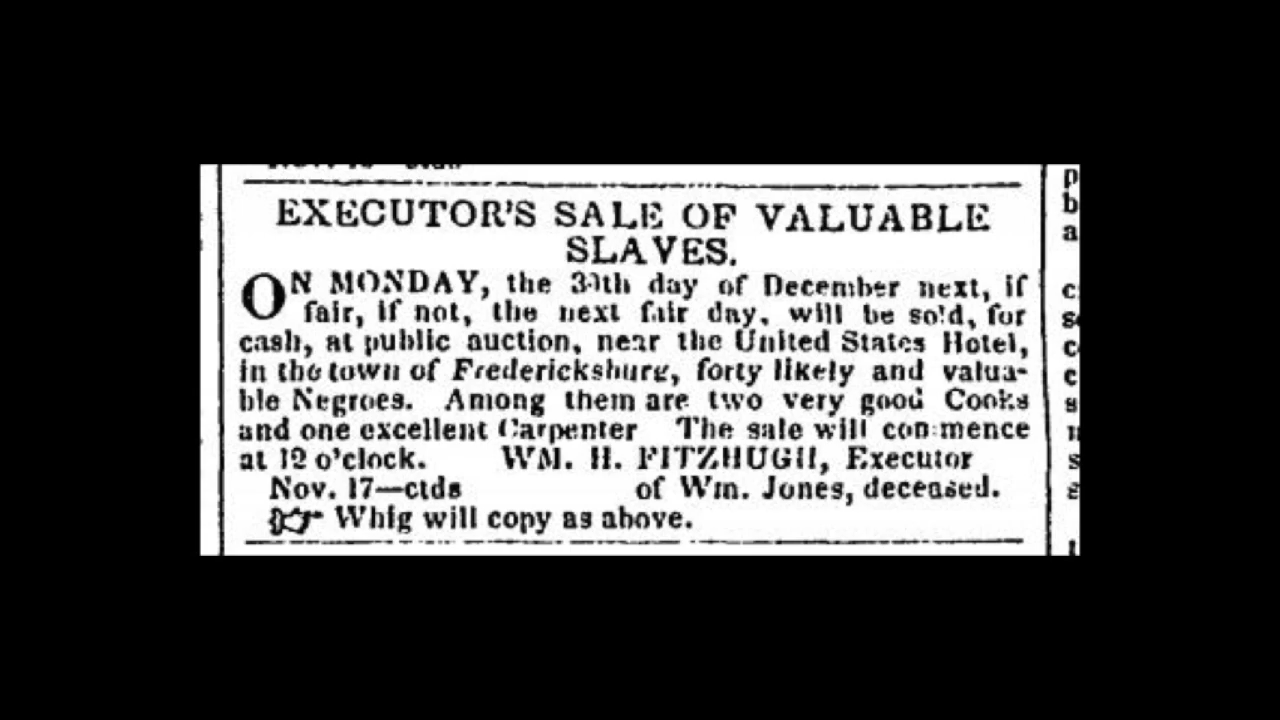 EXECUTOR'S SALE OF VALUABLE
SLAVES.
ON MONDAY, the 30th day of December next, if
fair, if not, the next fair day, will be sold, for
cash, at public auction, near the United States Hotel,
in the town of Fredericksburg, forty likely and valua-
ble Negroes. Among them are two very good Cooks
and one excellent Carpenter The sale will commence
at 12 o'clock. WM. H. FITZHUGH, Executor
Nov. 17—ctds of Wm. Jones, deceased.
☞ Whig will copy as above.